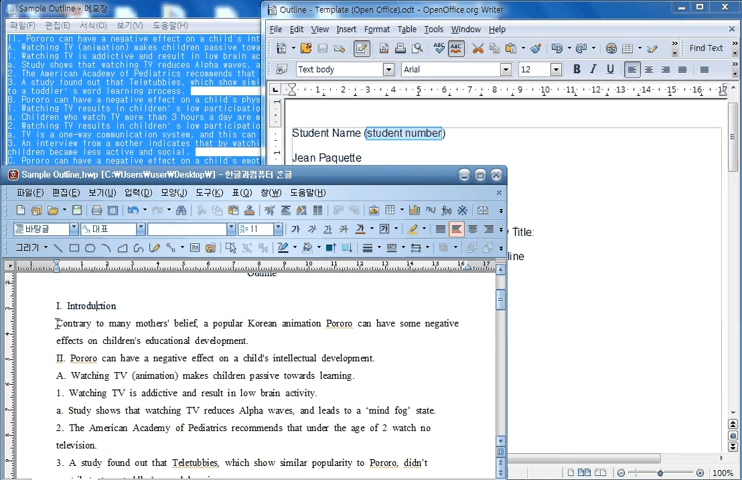 Sample Outline - 메모장
파일(F) 편집(E) 서식(O) 보기(V) 도움말(H)
II. Pororo can have a negative effect on a child's int
A. Watching TV (animation) makes children passive towa
1. Watching TV is addictive and result in low brain ac
a. Study shows that watching TV reduces Alpha waves,
2. The American Academy of Pediatrics recommends that
3. A study found out that Teletubbies, which show simi
to a toddler's word learning process.
B. Pororo can have a negative effect on a child's phys
1. Watching TV results in children's low participatio
a. Children who watch TV more than 3 hours a day are m
2. Watching TV results in children's low participation
a. TV is a one-way communication system, and this can
3. An interview from a mother indicates that by watchi
children became less active and social.
C. Pororo can have a negative effect on a child's emot
Outline - Template (Open Office).odt - OpenOffice.org Writer
File Edit View Insert Format Table Tools Window Help
Find Text
Text body Arial 12 B I U
Student Name (student number)
Jean Paquette
y Title:
line
100%
Sample Outline.hwp [C:₩Users₩user₩Desktop₩] - 한글과컴퓨터 한글
파일(F) 편집(E) 보기(V) 입력(D) 모양(J) 도구(K) 표(Q) 창(W) 도움말(H)
바탕글 대표 11 가 가 가 가 가
그리기
Outline
I. Introduction
Contrary to many mothers' belief, a popular Korean animation Pororo can have some negative
effects on children's educational development.
II. Pororo can have a negative effect on a child's intellectual development.
A. Watching TV (animation) makes children passive towards learning.
1. Watching TV is addictive and result in low brain activity.
a. Study shows that watching TV reduces Alpha waves, and leads to a 'mind fog' state.
2. The American Academy of Pediatrics recommends that under the age of 2 watch no
television.
3. A study found out that Teletubbies, which show similar popularity to Pororo, didn't